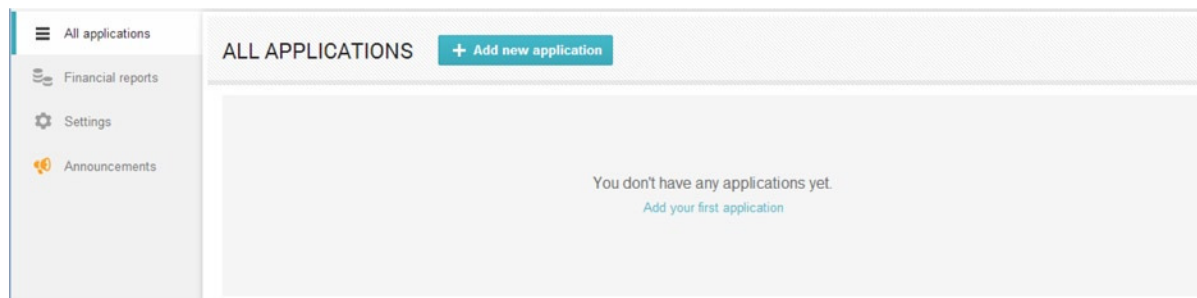 All applications
Financial reports
Settings
Announcements
ALL APPLICATIONS
+ Add new application
You don't have any applications yet.
Add your first application